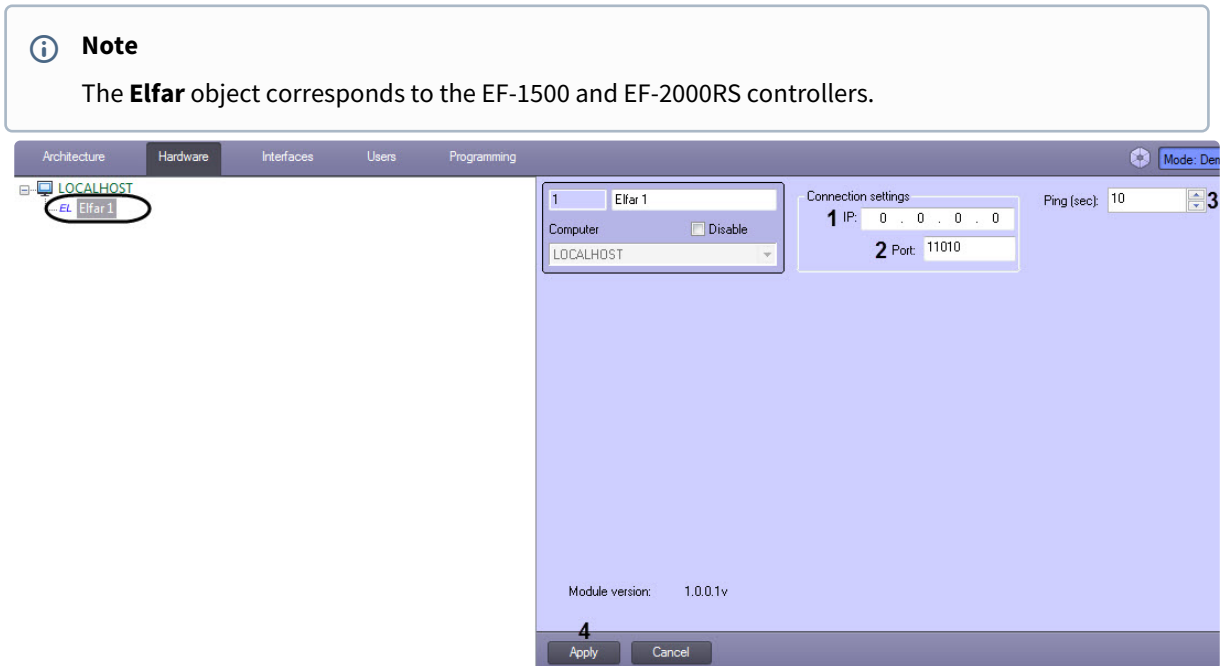 Note
The Elfar object corresponds to the EF-1500 and EF-2000RS controllers.
Architecture Hardware Interfaces Users Programming Mode: Den
LOCALHOST
EL Elfar 1
1 Elfar 1
Computer Disable
LOCALHOST
Connection settings
1 IP: 0 . 0 . 0 . 0
2 Port: 11010
Ping (sec): 10 3
Module version: 1.0.0.1v
4
Apply Cancel